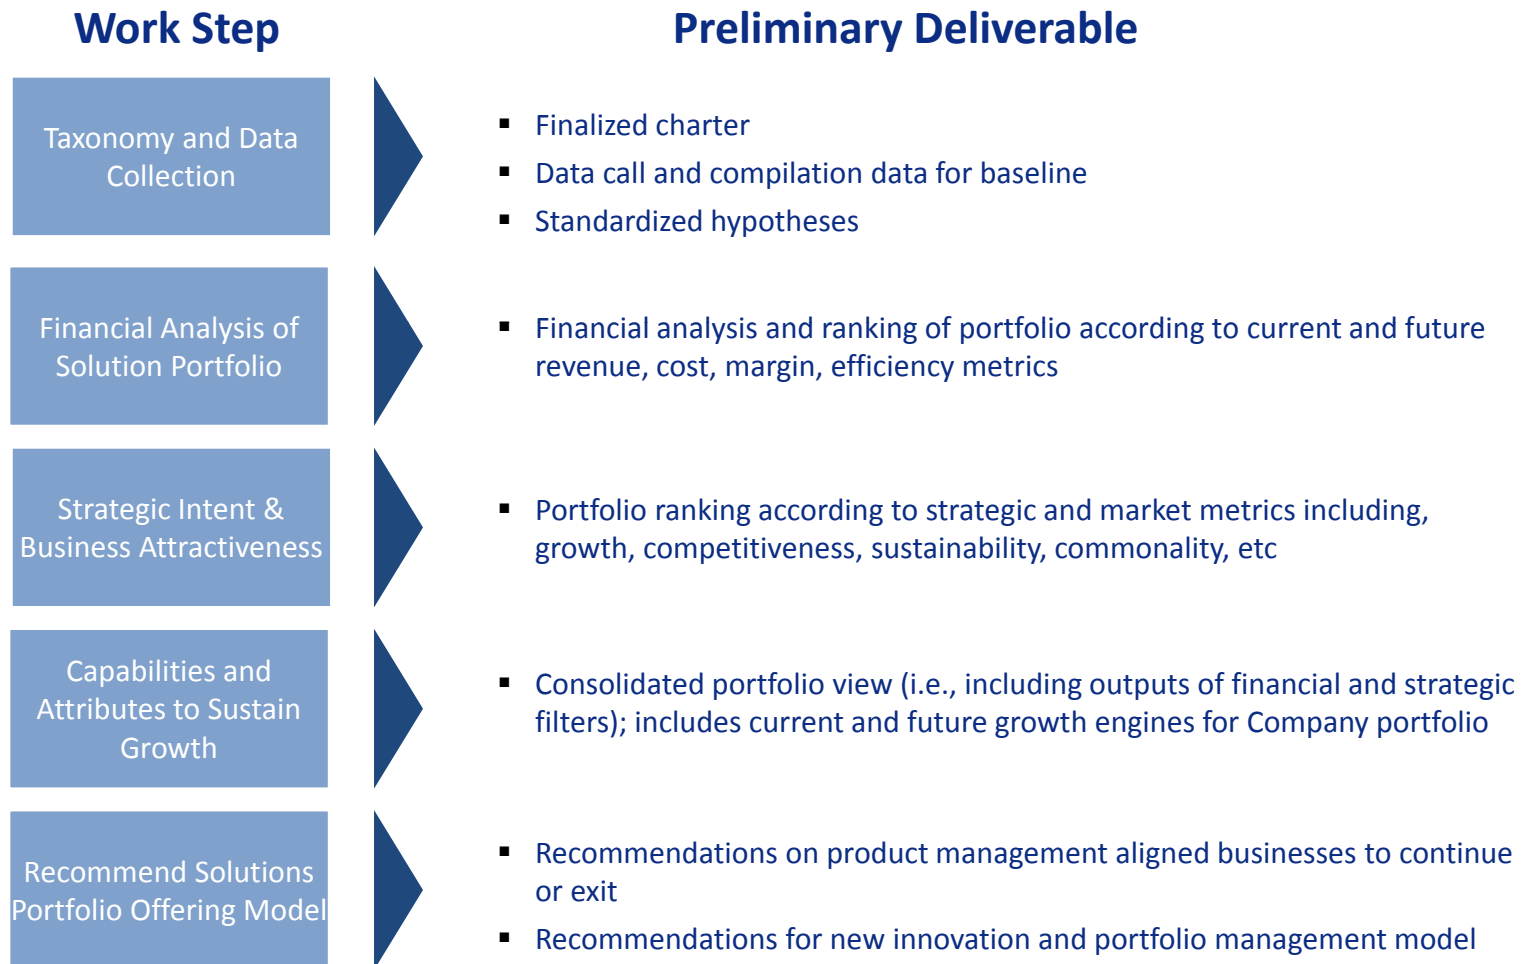 Work Step
Preliminary Deliverable
Taxonomy and Data
Collection
▪ Finalized charter
▪ Data call and compilation data for baseline
▪ Standardized hypotheses
Financial Analysis of
Solution Portfolio
▪ Financial analysis and ranking of portfolio according to current and future
revenue, cost, margin, efficiency metrics
Strategic Intent &
Business Attractiveness
▪ Portfolio ranking according to strategic and market metrics including,
growth, competitiveness, sustainability, commonality, etc
Capabilities and
Attributes to Sustain
Growth
▪ Consolidated portfolio view (i.e., including outputs of financial and strategic
filters); includes current and future growth engines for Company portfolio
Recommend Solutions
Portfolio Offering Model
▪ Recommendations on product management aligned businesses to continue
or exit
▪ Recommendations for new innovation and portfolio management model